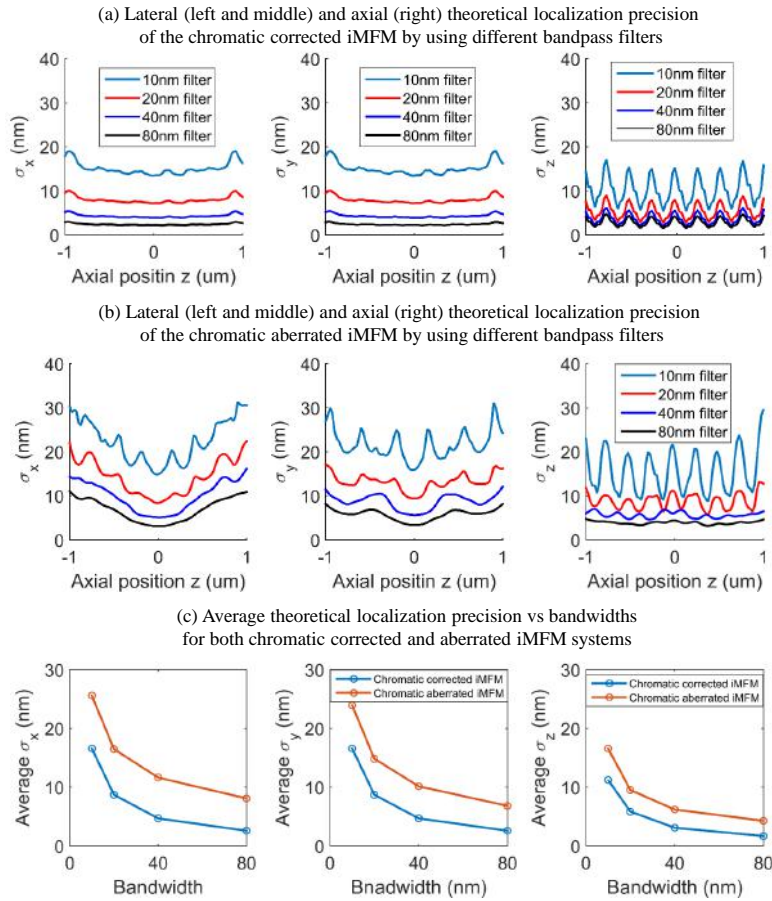 (a) Lateral (left and middle) and axial (right) theoretical localization precision
of the chromatic corrected iMFM by using different bandpass filters
40
30
20
10
0
σx (nm)
10nm filter
20nm filter
40nm filter
80nm filter
-1 0 1
Axial positin z (um)
40
30
20
10
0
σy (nm)
10nm filter
20nm filter
40nm filter
80nm filter
-1 0 1
Axial positin z (um)
40
30
20
10
0
σz (nm)
10nm filter
20nm filter
40nm filter
80nm filter
-1 0 1
Axial position z (um)
(b) Lateral (left and middle) and axial (right) theoretical localization precision
of the chromatic aberrated iMFM by using different bandpass filters
40
30
20
10
0
σx (nm)
-1 0 1
Axial position z (um)
40
30
20
10
0
σy (nm)
-1 0 1
Axial position z (um)
40
30
20
10
0
σz (nm)
10nm filter
20nm filter
40nm filter
80nm filter
-1 0 1
Axial position z (um)
(c) Average theoretical localization precision vs bandwidths
for both chromatic corrected and aberrated iMFM systems
30
20
10
0
Average σx (nm)
0 40 80
Bandwidth
30
20
10
0
Average σy (nm)
Chromatic corrected iMFM
Chromatic aberrated iMFM
0 40 80
Bnadwidth (nm)
30
20
10
0
Average σz (nm)
Chromatic corrected iMFM
Chromatic aberrated iMFM
0 40 80
Bandwidth (nm)